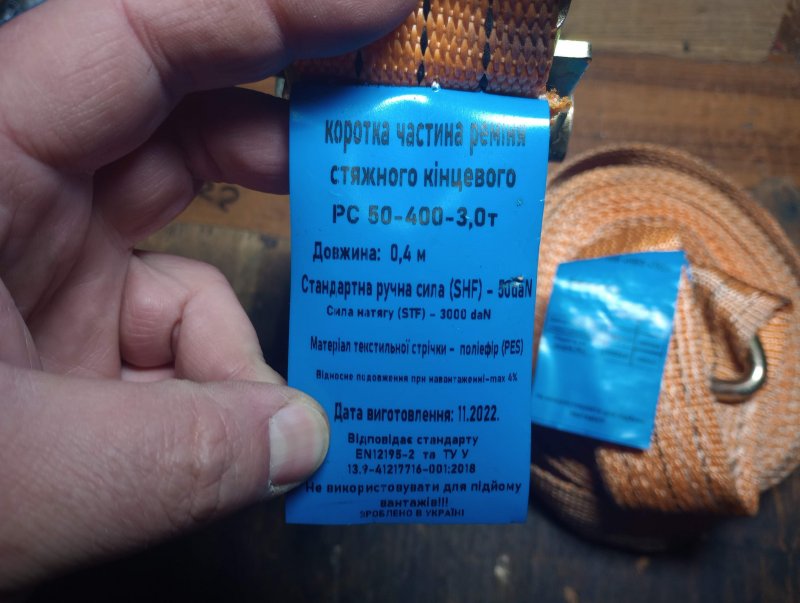 коротка частина реміня
стяжного кінцевого
РС 50-400-3,0т
Довжина: 0,4 м
Стандартна ручна сила (SHF) - 50daN
Сила натягу (STF) - 3000 daN
Матеріал текстильної стрічки - поліефір (PES)
Відносне подовження при навантаженні-max 4%
Дата виготовлення: 11.2022.
Відповідає стандарту
EN12195-2 та ТУ У
13.9-41217716-001:2018
Не використовувати для підйому
вантажів!!!
ЗРОБЛЕНО В УКРАЇНІ